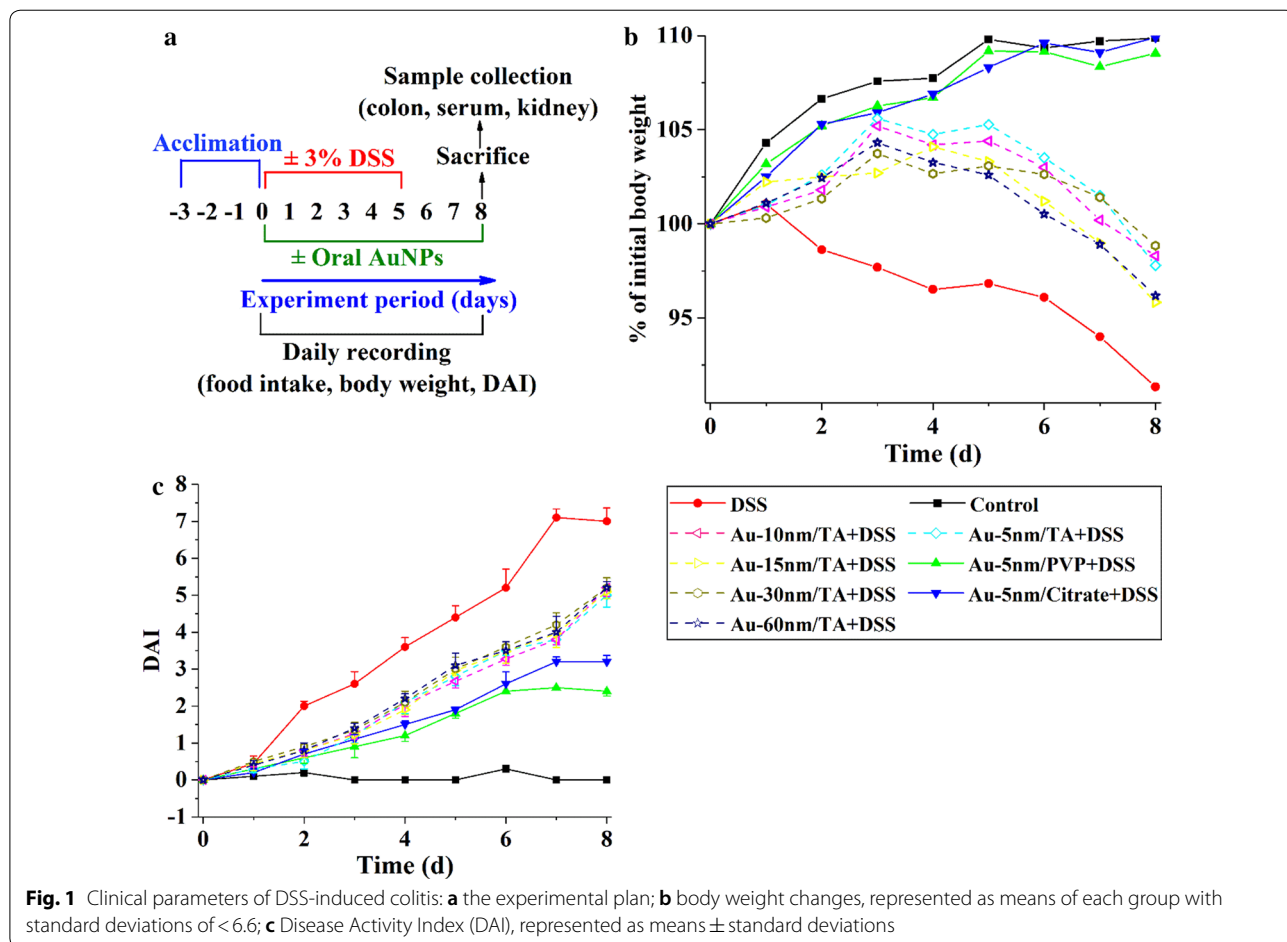 a
Sample collection
(colon, serum, kidney)
Acclimation
± 3% DSS
Sacrifice
-3 -2 -1 0 1 2 3 4 5 6 7 8
± Oral AuNPs
Experiment period (days)
Daily recording
(food intake, body weight, DAI)
b
110
105
100
95
% of initial body weight
0 2 4 6 8
Time (d)
c
8
7
6
5
4
3
2
1
0
-1
DAI
0 2 4 6 8
Time (d)
DSS Control
Au-10nm/TA+DSS Au-5nm/TA+DSS
Au-15nm/TA+DSS Au-5nm/PVP+DSS
Au-30nm/TA+DSS Au-5nm/Citrate+DSS
Au-60nm/TA+DSS
Fig. 1 Clinical parameters of DSS-induced colitis: a the experimental plan; b body weight changes, represented as means of each group with
standard deviations of < 6.6; c Disease Activity Index (DAI), represented as means ± standard deviations